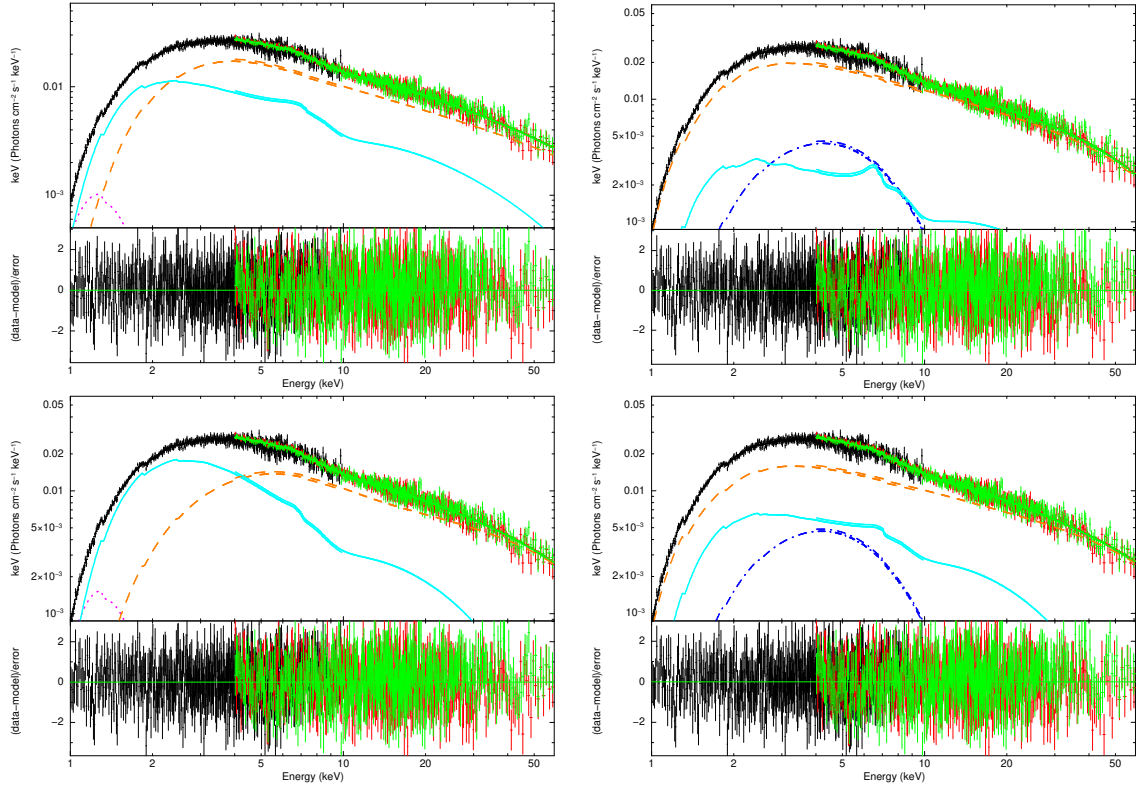 0.01
10⁻³
keV (Photons cm⁻² s⁻¹ keV⁻¹)
2
0
−2
(data−model)/error
1 2 5 10 20 50
Energy (keV)
0.05
0.02
0.01
5×10⁻³
2×10⁻³
10⁻³
keV (Photons cm⁻² s⁻¹ keV⁻¹)
2
0
−2
(data−model)/error
1 2 5 10 20 50
Energy (keV)
0.05
0.02
0.01
5×10⁻³
2×10⁻³
10⁻³
keV (Photons cm⁻² s⁻¹ keV⁻¹)
2
0
−2
(data−model)/error
1 2 5 10 20 50
Energy (keV)
0.05
0.02
0.01
5×10⁻³
2×10⁻³
10⁻³
keV (Photons cm⁻² s⁻¹ keV⁻¹)
2
0
−2
(data−model)/error
1 2 5 10 20 50
Energy (keV)